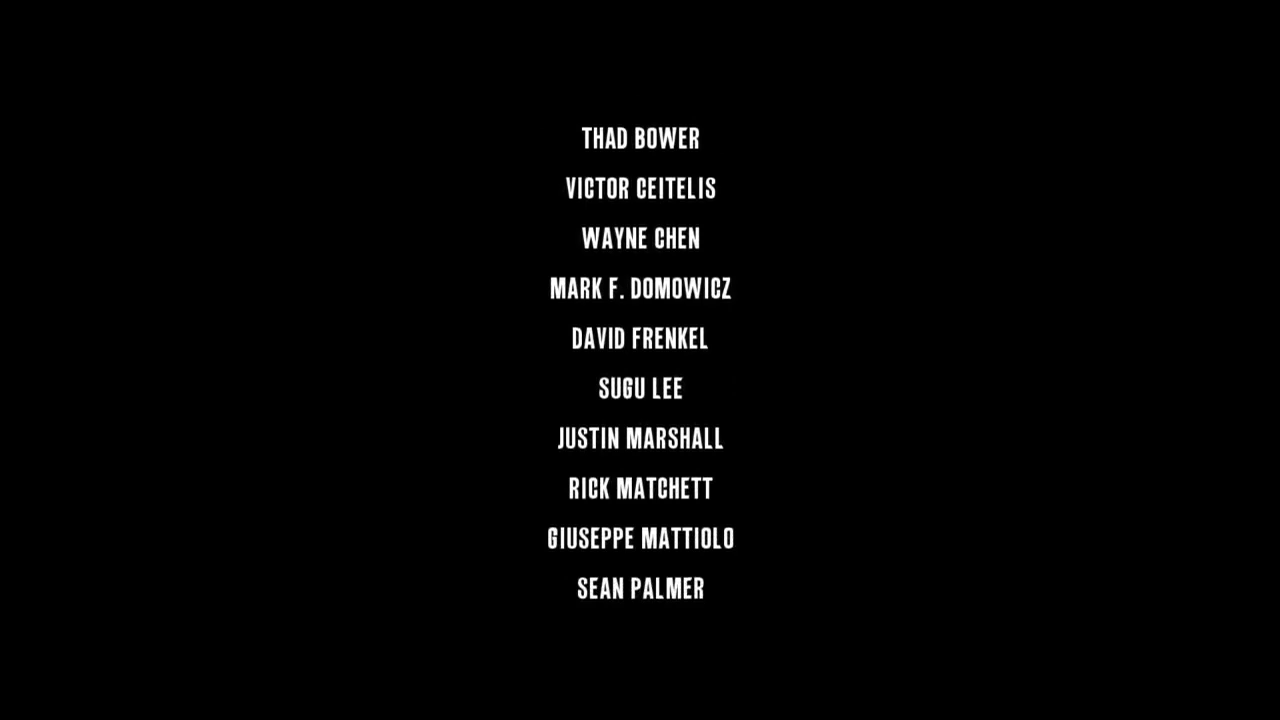 THAD BOWER
VICTOR CEITELIS
WAYNE CHEN
MARK F. DOMOWICZ
DAVID FRENKEL
SUGU LEE
JUSTIN MARSHALL
RICK MATCHETT
GIUSEPPE MATTIOLO
SEAN PALMER